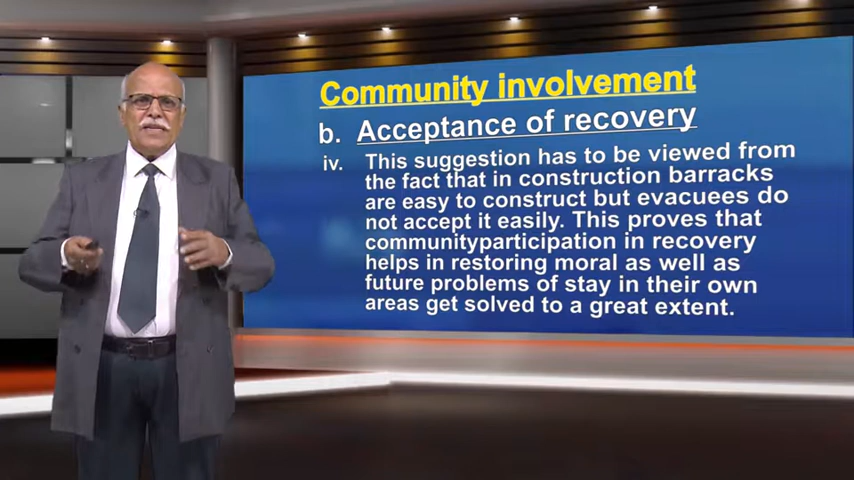 Community involvement
b. Acceptance of recovery
iv. This suggestion has to be viewed from
the fact that in construction barracks
are easy to construct but evacuees do
not accept it easily. This proves that
communityparticipation in recovery
helps in restoring moral as well as
future problems of stay in their own
areas get solved to a great extent.